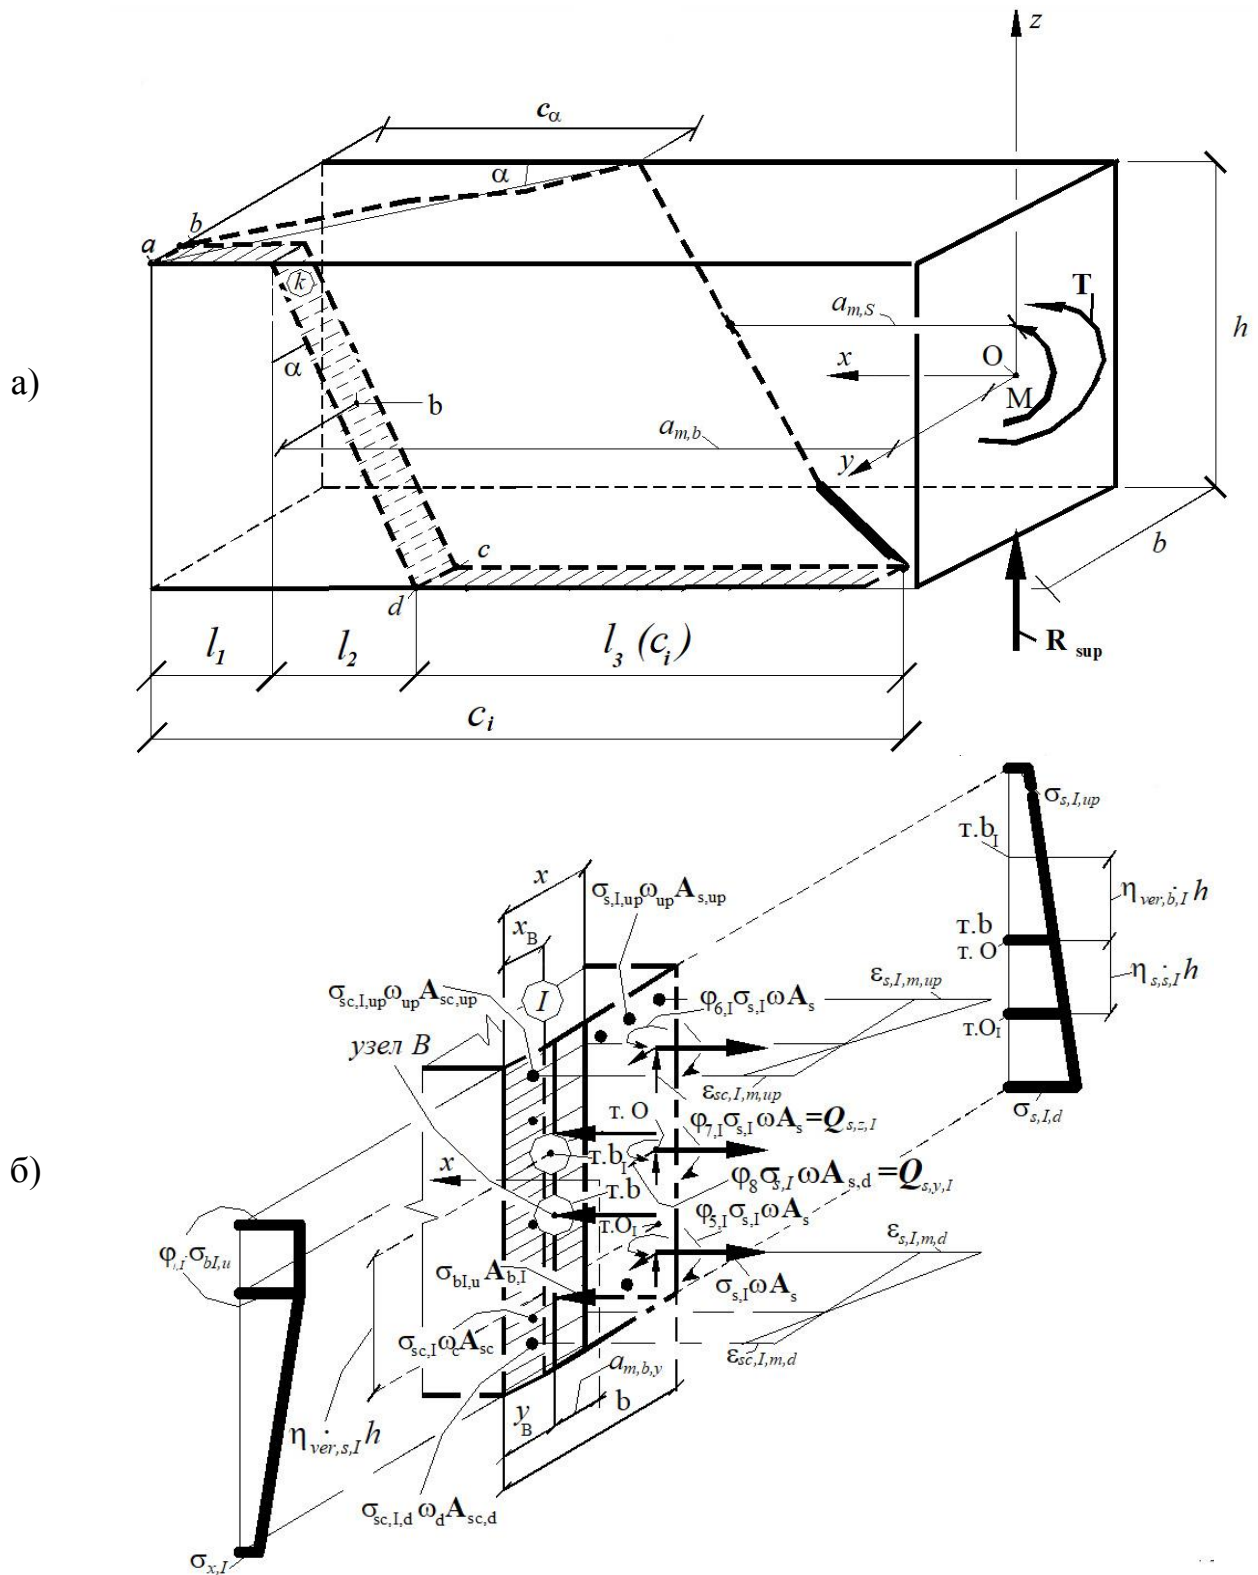 z
c_α
α
b
a
k
a_m,S
T
h
x
O
α
M
а)
b
a_m,b
y
b
c
d
l_1
l_2
l_3 (c_i)
R_sup
c_i
σ_s,I,up
т.b_I
x
σ_s,I,up ω_up A_s,up
η_ver,b,I h
x_B
т.b
т. O
ε_s,I,m,up
η_s,s,I h
σ_sc,I,up ω_up A_sc,up
I
φ_6,I σ_s,I ω A_s
т.O_I
узел В
ε_sc,I,m,up
т. O
φ_7,I σ_s,I ω A_s = Q_s,z,I
σ_s,I,d
б)
x
т.b_I
φ_8 σ_s,I ω A_s,d = Q_s,y,I
т.b
т.O_I
φ_5,I σ_s,I ω A_s
ε_s,I,m,d
σ_bI,u
σ_bI,u A_b,I
σ_s,I ω A_s
σ_sc,I ω_c A_sc
ε_sc,I,m,d
a_m,b,y
b
y_B
η_ver,s,I h
σ_sc,I,d ω_d A_sc,d
σ_x,I